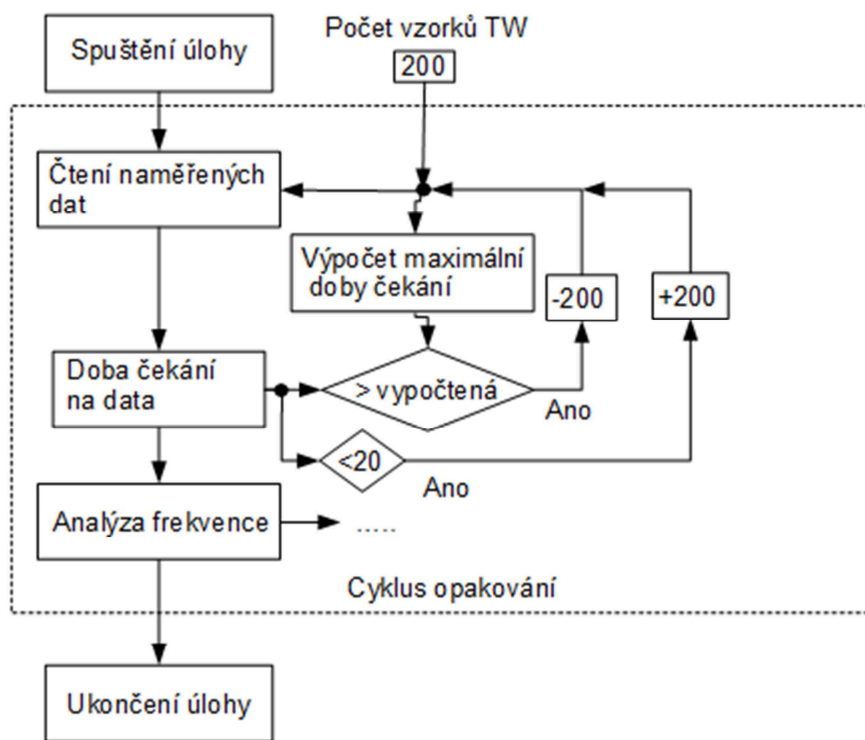 Spuštění úlohy
Počet vzorků TW
200
Čtení naměřených
dat
Výpočet maximální
doby čekání
-200
+200
Doba čekání
na data
> vypočtená
Ano
<20
Ano
Analýza frekvence
.....
Cyklus opakování
Ukončení úlohy